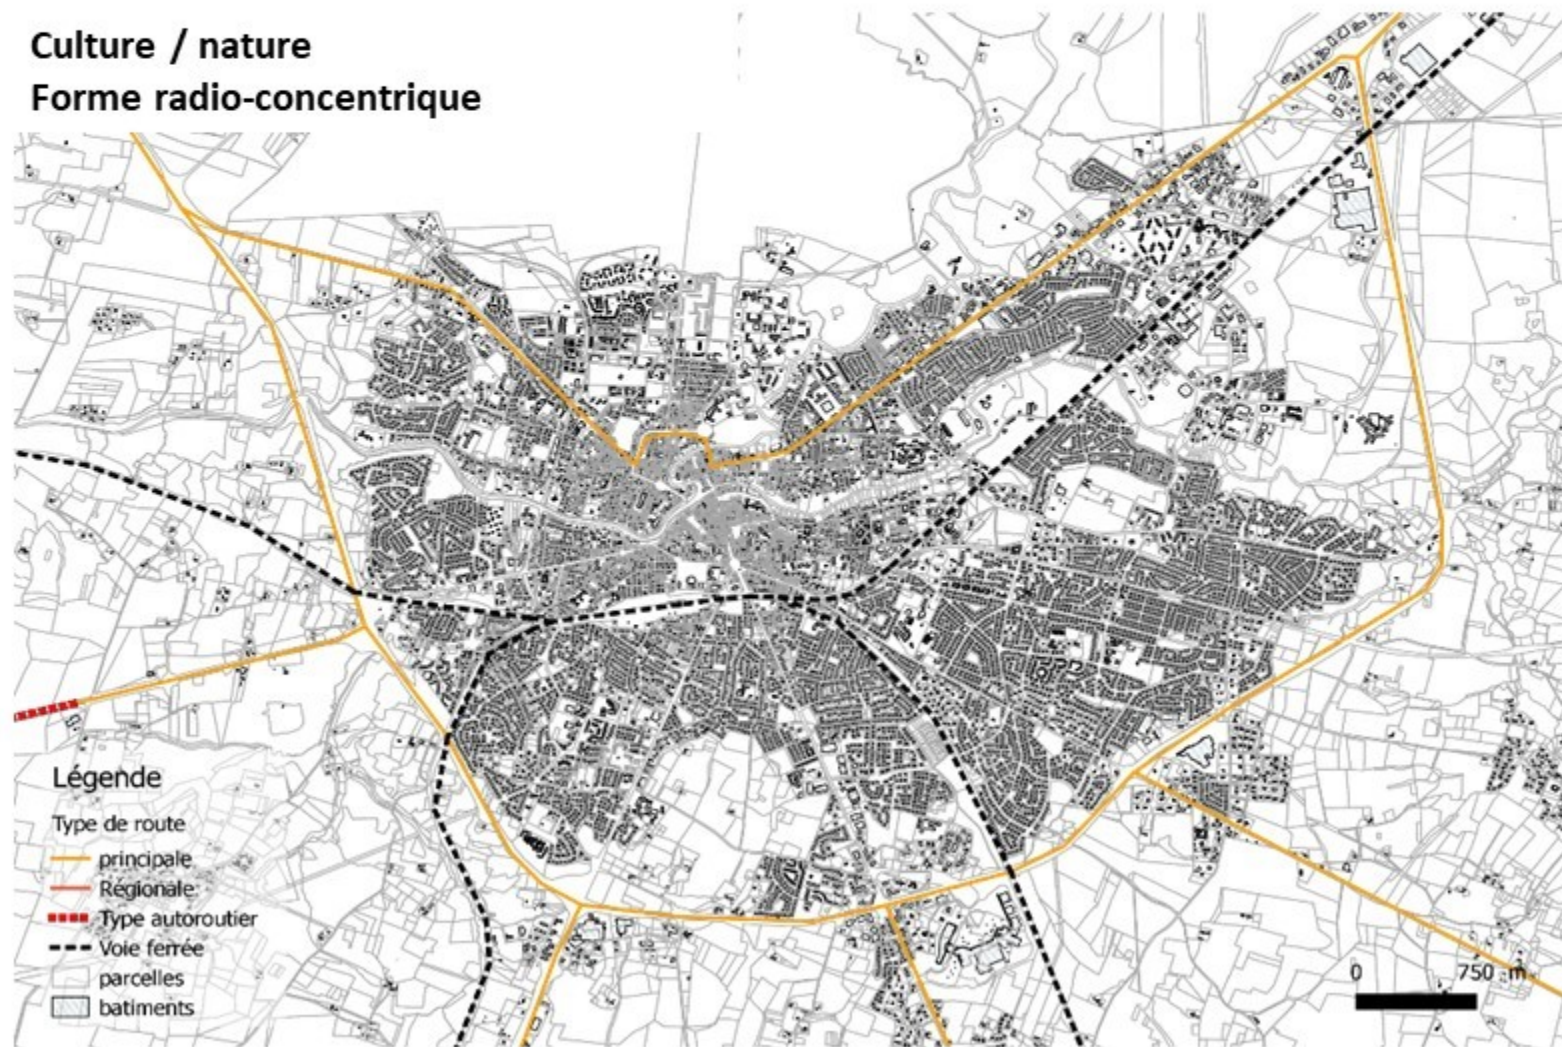 Culture / nature
Forme radio-concentrique
Légende
Type de route
principale
Régionale
Type autoroutier
Voie ferrée
parcelles
batiments
0 750 m